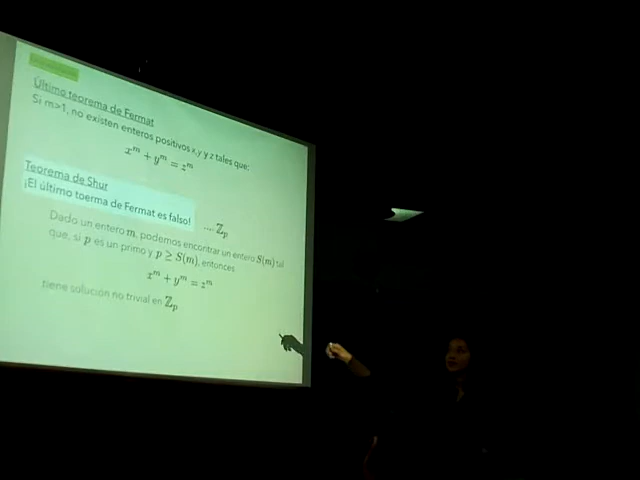 Último teorema de Fermat
Si m>1, no existen enteros positivos x,y y z tales que:
x^m + y^m = z^m
Teorema de Shur
¡El último toerma de Fermat es falso!
... ℤ_p
Dado un entero m, podemos encontrar un entero S(m) tal
que, si p es un primo y p ≥ S(m), entonces
x^m + y^m = z^m
tiene solución no trivial en ℤ_p